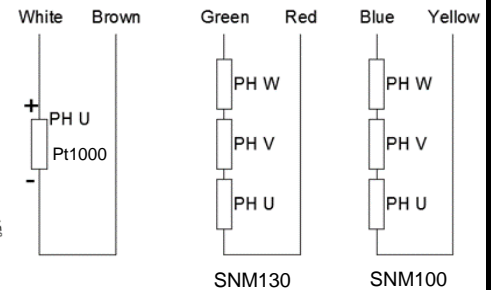 White Brown Green Red Blue Yellow
+ PH U
Pt1000
-
PH W
PH V
PH U
SNM130
PH W
PH V
PH U
SNM100